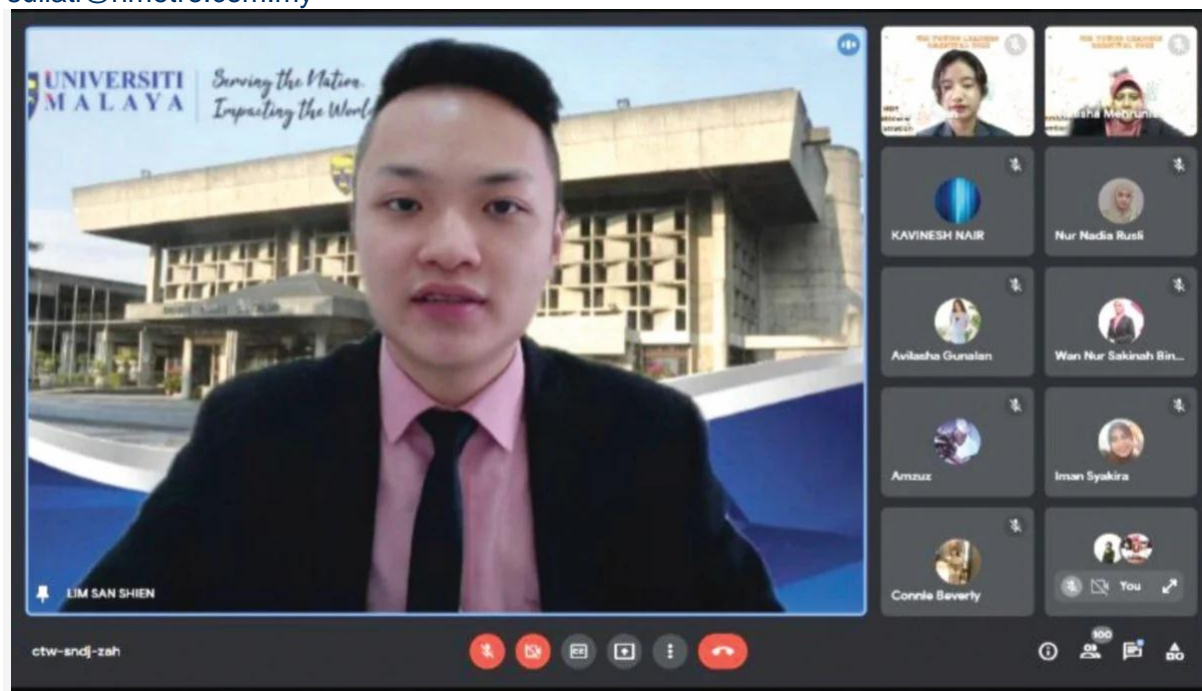 UNIVERSITI
MALAYA
Serving the Nation.
Impacting the World
LIM SAN SHIEN
KAVINESH NAIR
Nur Nadia Rusli
Avilasha Gunalan
Wan Nur Sakinah Bin...
Amzuz
Iman Syakira
Connie Beverly
You
ctw-sndj-zah
CC
100